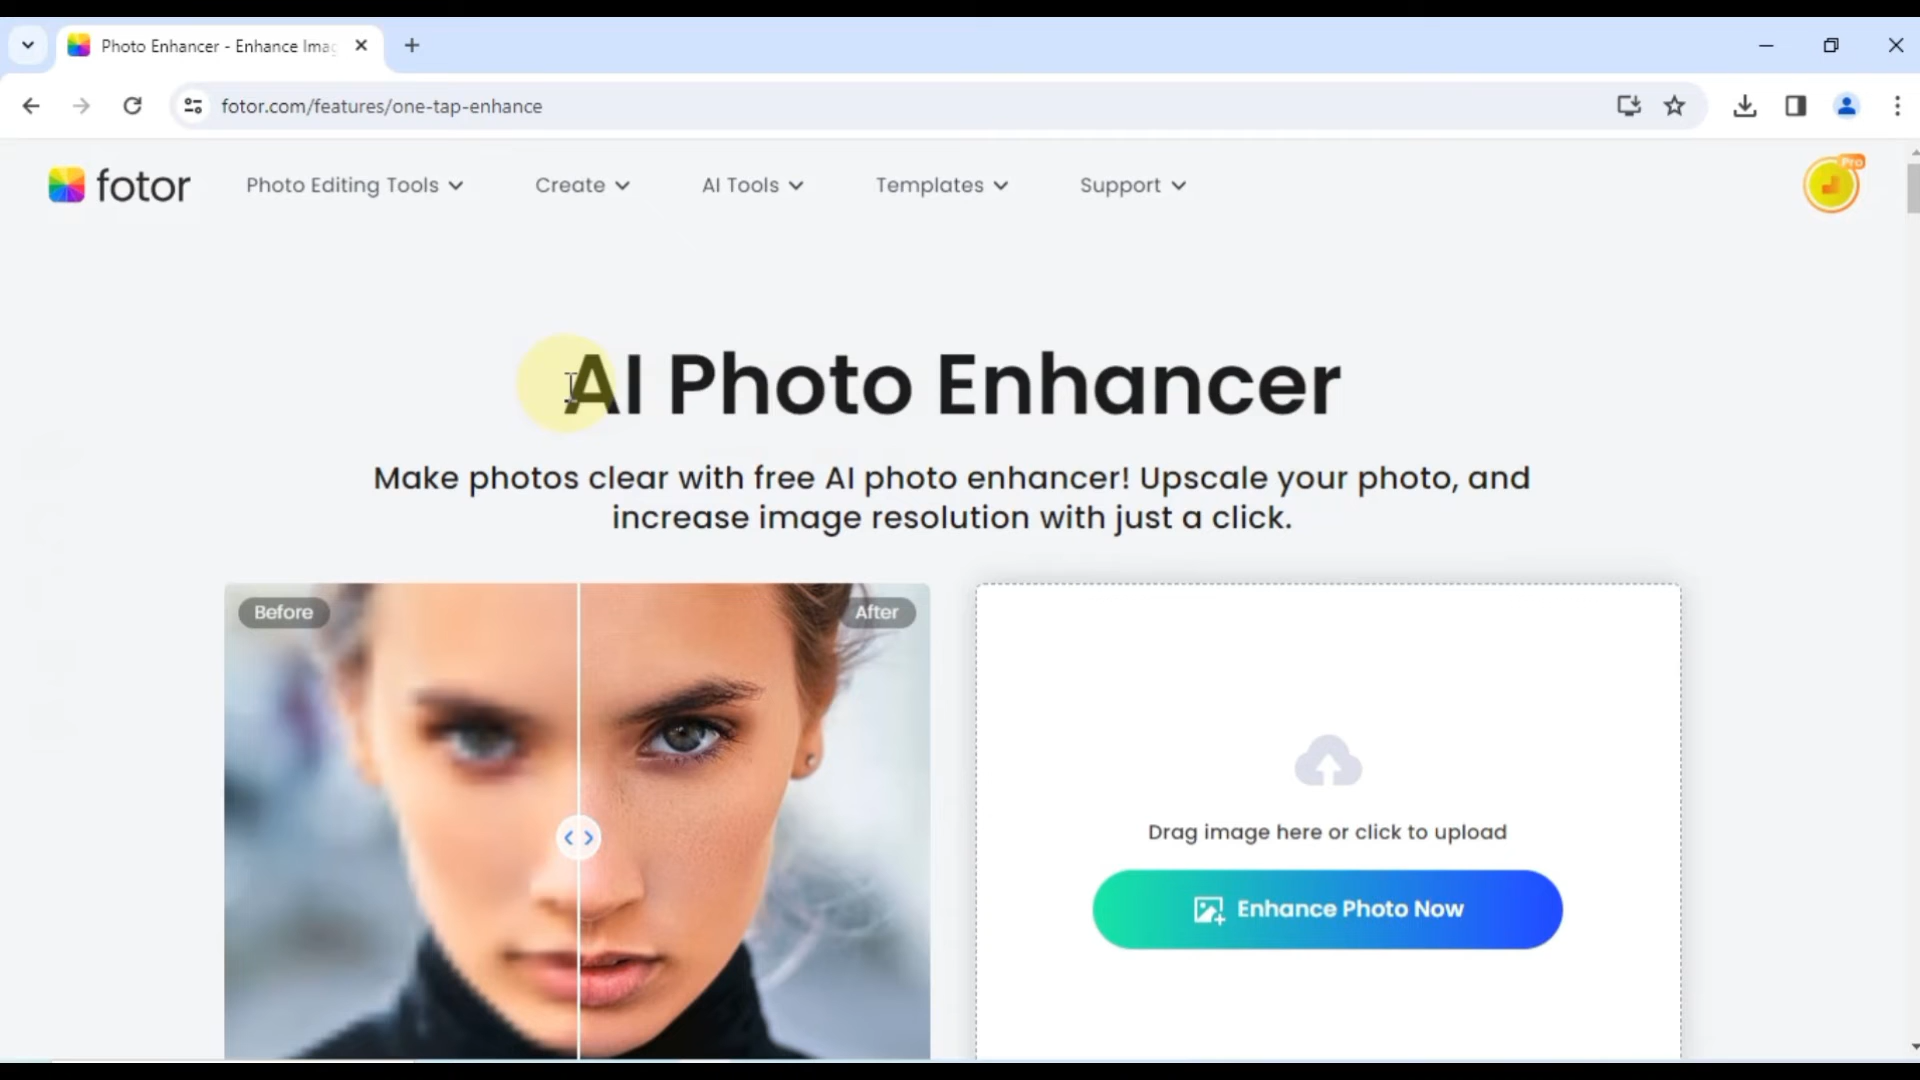 Photo Enhancer - Enhance Imag
fotor.com/features/one-tap-enhance
fotor
Photo Editing Tools
Create
AI Tools
Templates
Support
Pro
AI Photo Enhancer
Make photos clear with free AI photo enhancer! Upscale your photo, and
increase image resolution with just a click.
Before
After
Drag image here or click to upload
Enhance Photo Now